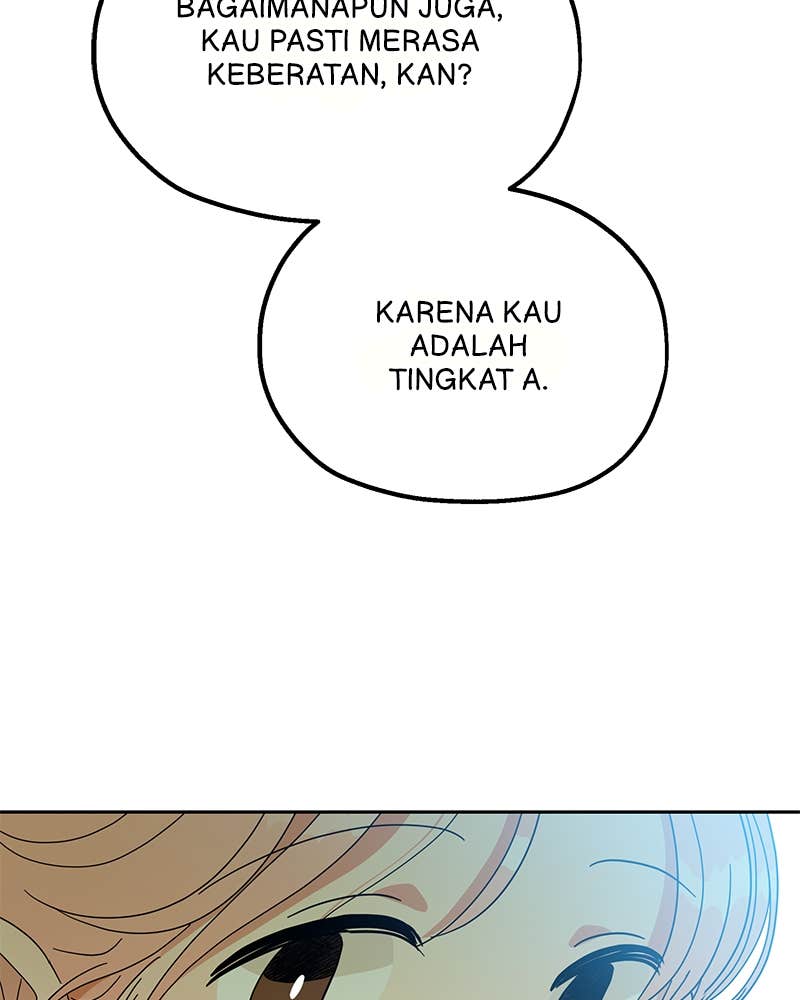 BAGAIMANAPUN JUGA,
KAU PASTI MERASA
KEBERATAN, KAN?
KARENA KAU
ADALAH
TINGKAT A.